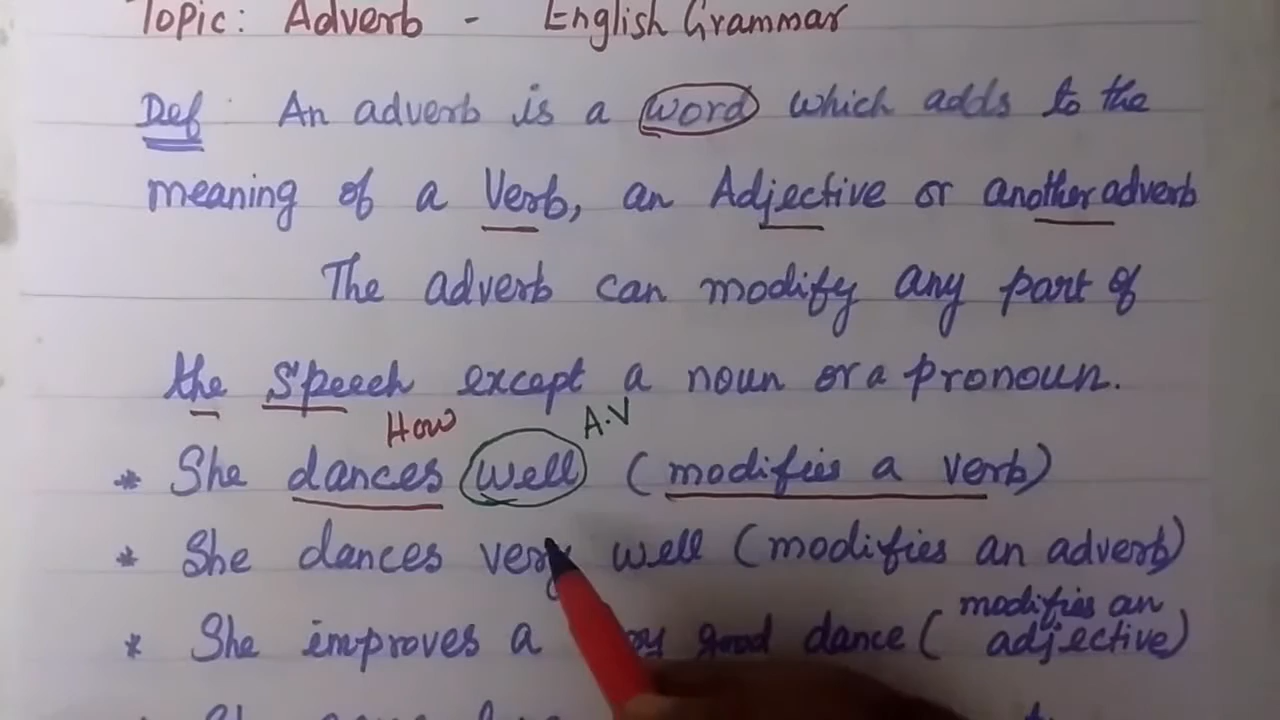 Topic: Adverb - English Grammar
Def: An adverb is a word which adds to the
meaning of a Verb, an Adjective or another adverb
The adverb can modify any part of
the Speech except a noun or a pronoun.
How A.V
* She dances well (modifies a verb)
* She dances very well (modifies an adverb)
modifies an
* She improves a good dance ( adjective)